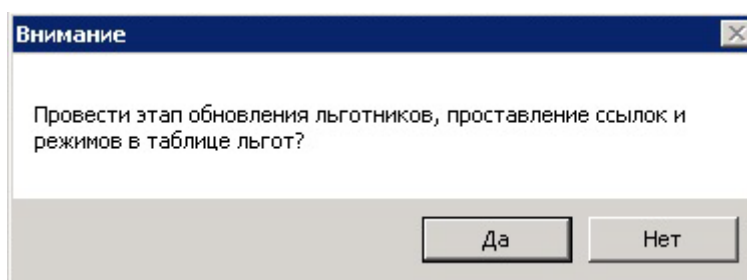 Внимание
Провести этап обновления льготников, проставление ссылок и
режимов в таблице льгот?
Да
Нет